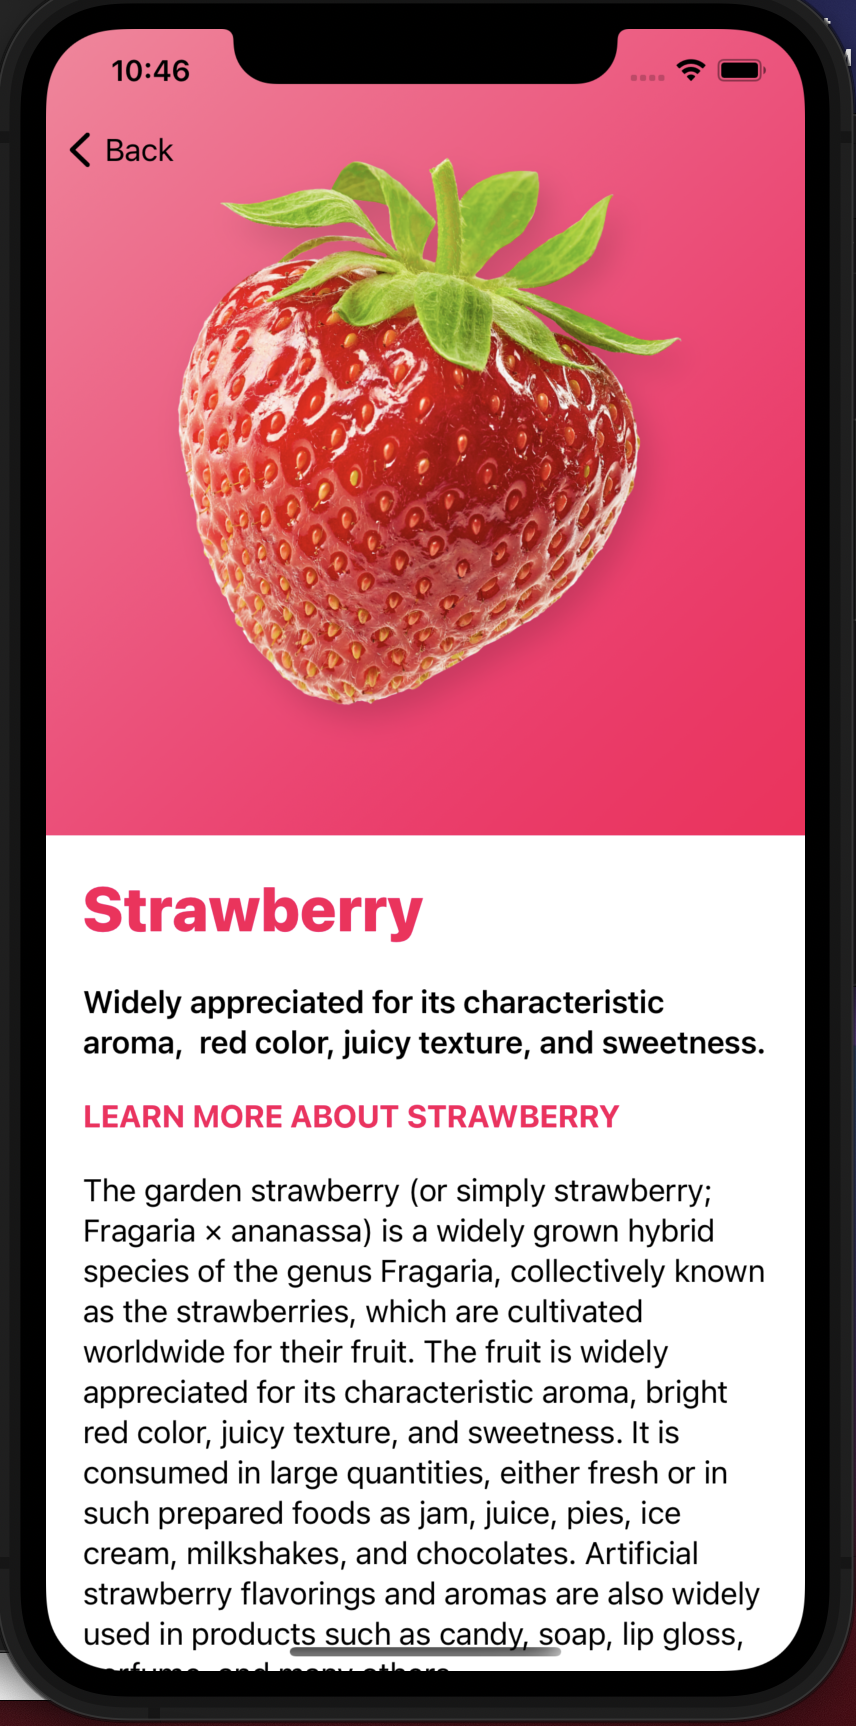 10:46
Back
Strawberry
Widely appreciated for its characteristic
aroma,  red color, juicy texture, and sweetness.
LEARN MORE ABOUT STRAWBERRY
The garden strawberry (or simply strawberry;
Fragaria × ananassa) is a widely grown hybrid
species of the genus Fragaria, collectively known
as the strawberries, which are cultivated
worldwide for their fruit. The fruit is widely
appreciated for its characteristic aroma, bright
red color, juicy texture, and sweetness. It is
consumed in large quantities, either fresh or in
such prepared foods as jam, juice, pies, ice
cream, milkshakes, and chocolates. Artificial
strawberry flavorings and aromas are also widely
used in products such as candy, soap, lip gloss,
perfume, and many others.